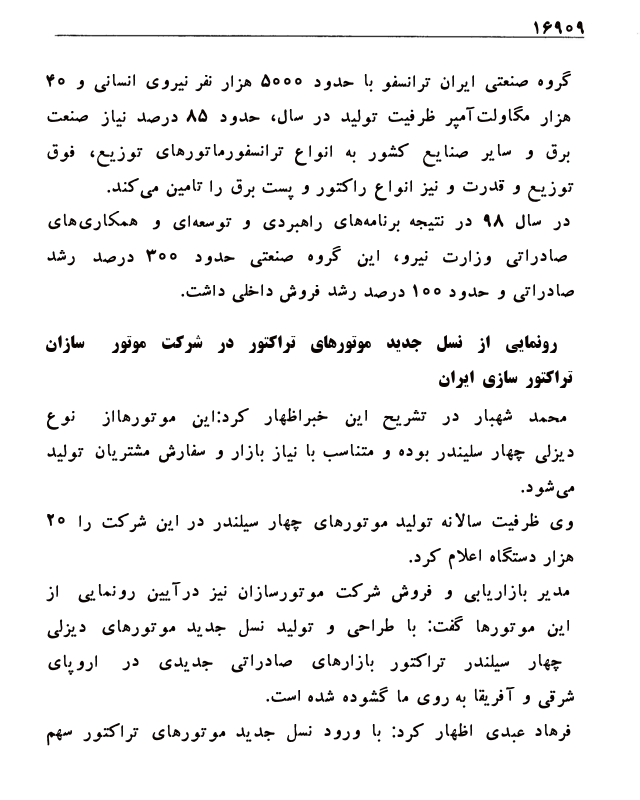 ۱۶۹۰۹
گروه صنعتی ایران ترانسفو با حدود ۵۰۰۰ هزار نفر نیروی انسانی و ۴۰
هزار مگاولت‌آمپر ظرفیت تولید در سال، حدود ۸۵ درصد نیاز صنعت
برق و سایر صنایع کشور به انواع ترانسفورماتورهای توزیع، فوق
توزیع و قدرت و نیز انواع راکتور و پست برق را تامین می‌کند.
در سال ۹۸ در نتیجه برنامه‌های راهبردی و توسعه‌ای و همکاری‌های
صادراتی وزارت نیرو، این گروه صنعتی حدود ۳۰۰ درصد رشد
صادراتی و حدود ۱۰۰ درصد رشد فروش داخلی داشت.
رونمایی از نسل جدید موتورهای تراکتور در شرکت موتور سازان
تراکتور سازی ایران
محمد شهبار در تشریح این خبراظهار کرد:این موتورهااز نوع
دیزلی چهار سلیندر بوده و متناسب با نیاز بازار و سفارش مشتریان تولید
می‌شود.
وی ظرفیت سالانه تولید موتورهای چهار سیلندر در این شرکت را ۲۰
هزار دستگاه اعلام کرد.
مدیر بازاریابی و فروش شرکت موتورسازان نیز درآیین رونمایی از
این موتورها گفت: با طراحی و تولید نسل جدید موتورهای دیزلی
چهار سیلندر تراکتور بازارهای صادراتی جدیدی در اروپای
شرقی و آفریقا به روی ما گشوده شده است.
فرهاد عبدی اظهار کرد: با ورود نسل جدید موتورهای تراکتور سهم